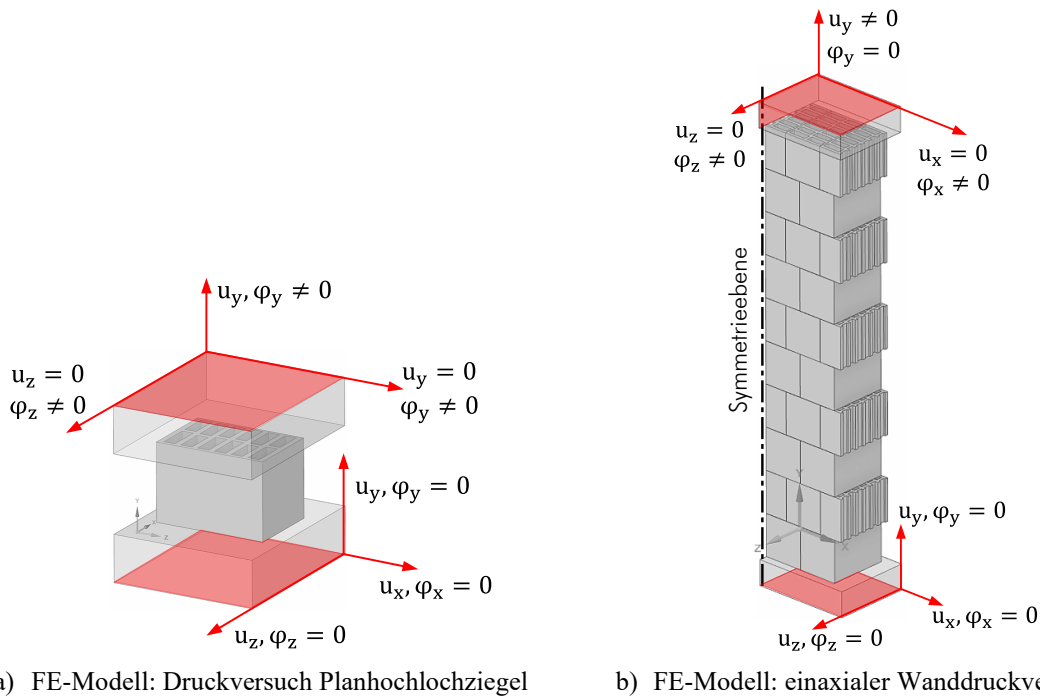 u_y ≠ 0
φ_y = 0
u_z = 0
φ_z ≠ 0
u_x = 0
φ_x ≠ 0
Symmetrieebene
u_y, φ_y ≠ 0
u_z = 0
φ_z ≠ 0
u_y = 0
φ_y ≠ 0
u_y, φ_y = 0
u_x, φ_x = 0
u_z, φ_z = 0
Y
X
Z
Y
Z
X
u_y, φ_y = 0
u_x, φ_x = 0
u_z, φ_z = 0
a) FE-Modell: Druckversuch Planhochlochziegel
b) FE-Modell: einaxialer Wanddruckve